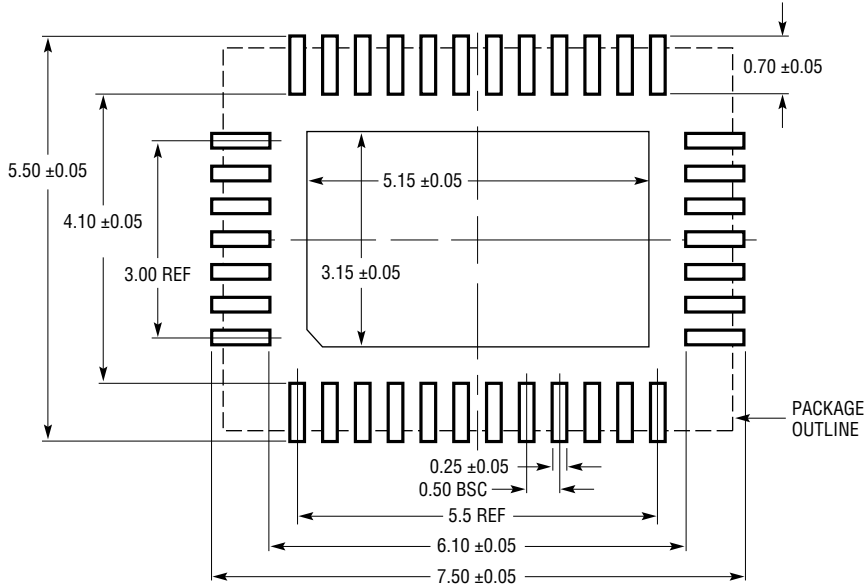 0.70 ±0.05
5.50 ±0.05
5.15 ±0.05
4.10 ±0.05
3.00 REF
3.15 ±0.05
PACKAGE
OUTLINE
0.25 ±0.05
0.50 BSC
5.5 REF
6.10 ±0.05
7.50 ±0.05